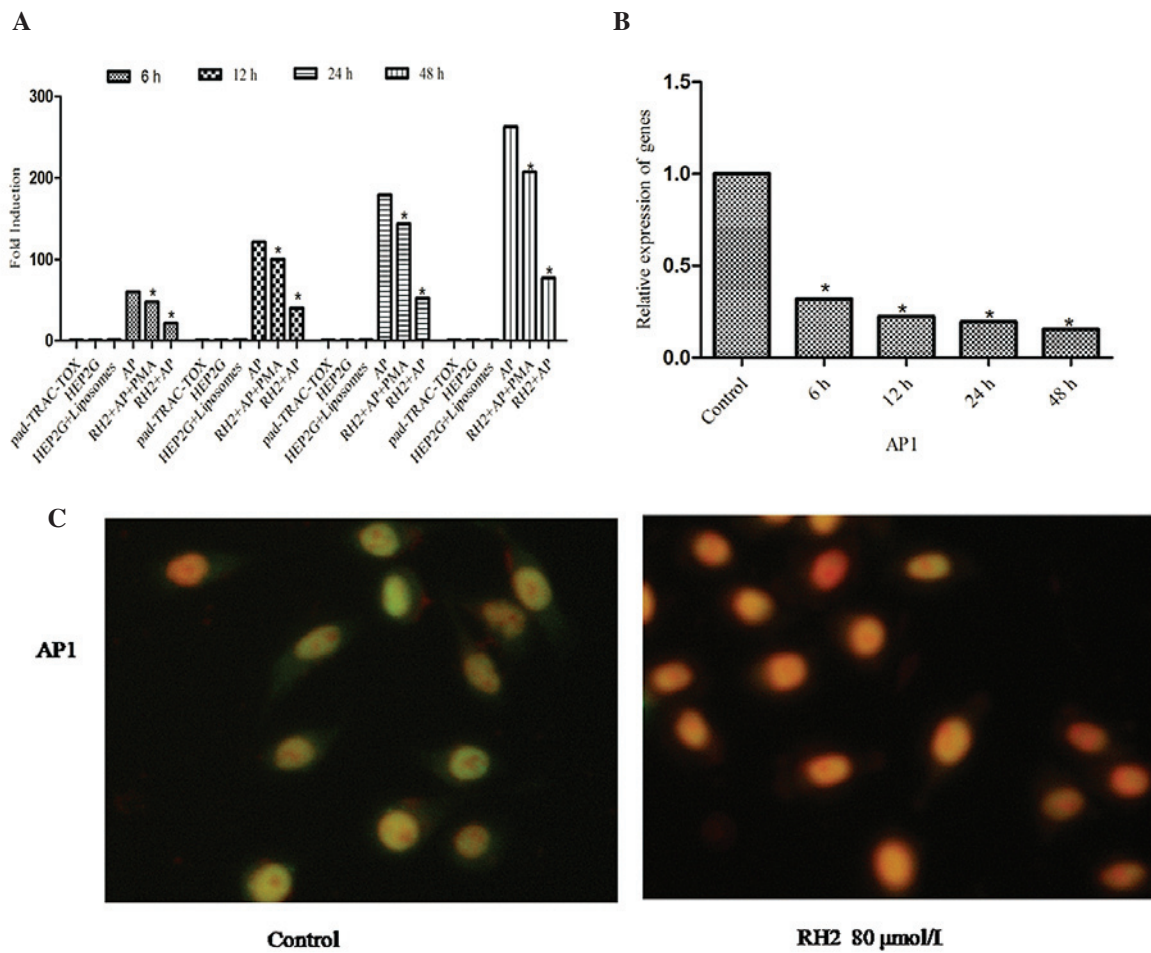 A
B
6 h 12 h 24 h 48 h
300
200
100
0
Fold Induction
* * * * * * * *
pad-TRAC-TOX
HEP2G
HEP2G+Liposomes
AP
RH2+AP+PMA
RH2+AP
pad-TRAC-TOX
HEP2G
HEP2G+Liposomes
AP
RH2+AP+PMA
RH2+AP
pad-TRAC-TOX
HEP2G
HEP2G+Liposomes
AP
RH2+AP+PMA
RH2+AP
pad-TRAC-TOX
HEP2G
HEP2G+Liposomes
AP
RH2+AP+PMA
RH2+AP
1.5
1.0
0.5
0.0
Relative expression of genes
* * * *
Control
6 h
12 h
24 h
48 h
AP1
C
AP1
Control
RH2 80 μmol/L